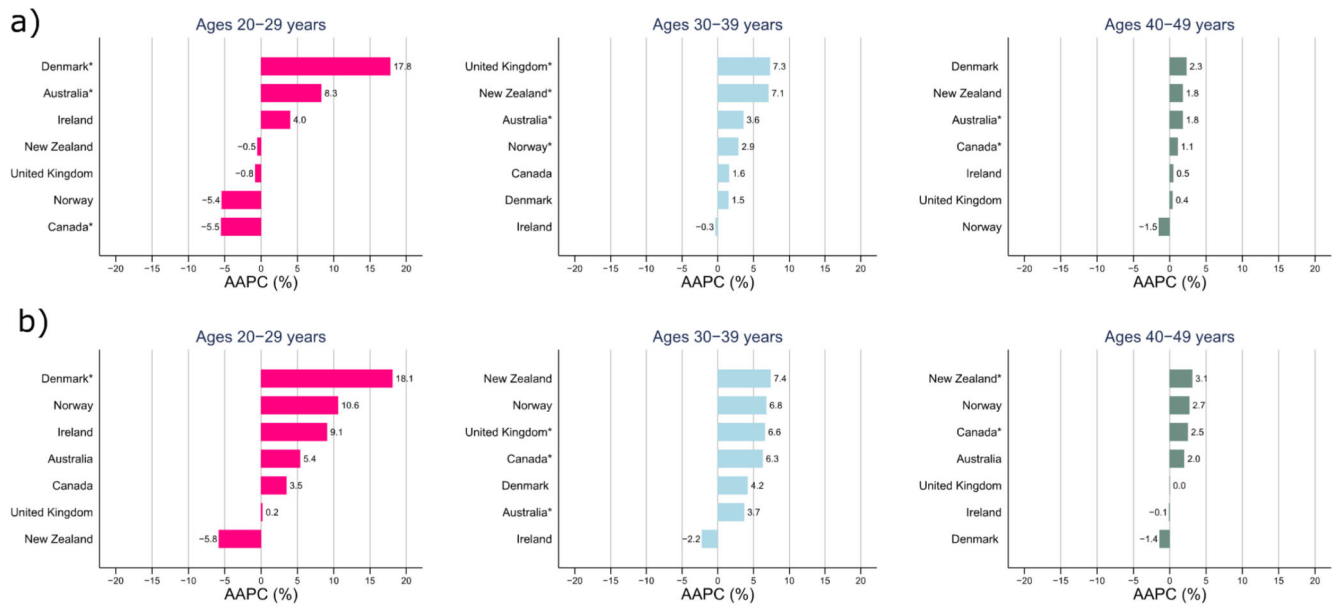 a)
Ages 20−29 years
Denmark* 17.8
Australia* 8.3
Ireland 4.0
New Zealand −0.5
United Kingdom −0.8
Norway −5.4
Canada* −5.5
−20 −15 −10 −5 0 5 10 15 20
AAPC (%)
Ages 30−39 years
United Kingdom* 7.3
New Zealand* 7.1
Australia* 3.6
Norway* 2.9
Canada 1.6
Denmark 1.5
Ireland −0.3
−20 −15 −10 −5 0 5 10 15 20
AAPC (%)
Ages 40−49 years
Denmark 2.3
New Zealand 1.8
Australia* 1.8
Canada* 1.1
Ireland 0.5
United Kingdom 0.4
Norway −1.5
−20 −15 −10 −5 0 5 10 15 20
AAPC (%)
b)
Ages 20−29 years
Denmark* 18.1
Norway 10.6
Ireland 9.1
Australia 5.4
Canada 3.5
United Kingdom 0.2
New Zealand −5.8
−20 −15 −10 −5 0 5 10 15 20
AAPC (%)
Ages 30−39 years
New Zealand 7.4
Norway 6.8
United Kingdom* 6.6
Canada* 6.3
Denmark 4.2
Australia* 3.7
Ireland −2.2
−20 −15 −10 −5 0 5 10 15 20
AAPC (%)
Ages 40−49 years
New Zealand* 3.1
Norway 2.7
Canada* 2.5
Australia 2.0
United Kingdom 0.0
Ireland −0.1
Denmark −1.4
−20 −15 −10 −5 0 5 10 15 20
AAPC (%)